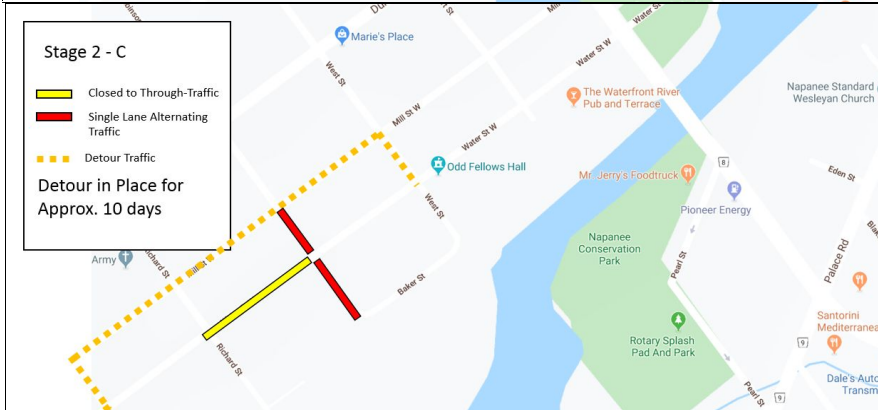 Stage 2 - C
Closed to Through-Traffic
Single Lane Alternating
Traffic
Detour Traffic
Detour in Place for
Approx. 10 days
Marie's Place
West St
Mill St W
Water St W
Water St W
Water St W
The Waterfront River
Pub and Terrace
Napanee Standard
Wesleyan Church
Odd Fellows Hall
Mr. Jerry's Foodtruck
8
Pioneer Energy
Eden St
West St
Napanee
Conservation
Park
Army
Richard St
Baker St
Pearl St
Palace Rd
Rotary Splash
Pad And Park
Santorini
Mediterranea
9
Richard St
Pearl St
9
Dale's Auto
Transm